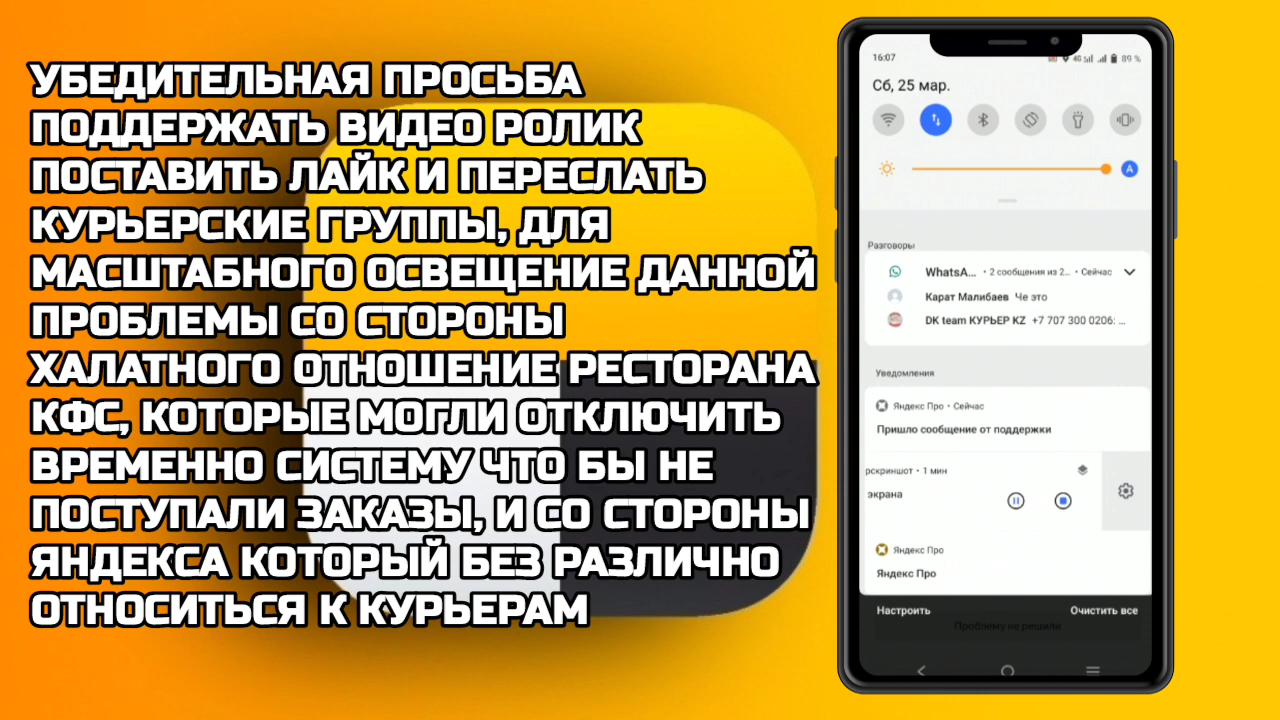 УБЕДИТЕЛЬНАЯ ПРОСЬБА
ПОДДЕРЖАТЬ ВИДЕО РОЛИК
ПОСТАВИТЬ ЛАЙК И ПЕРЕСЛАТЬ
КУРЬЕРСКИЕ ГРУППЫ, ДЛЯ
МАСШТАБНОГО ОСВЕЩЕНИЕ ДАННОЙ
ПРОБЛЕМЫ СО СТОРОНЫ
ХАЛАТНОГО ОТНОШЕНИЕ РЕСТОРАНА
КФС, КОТОРЫЕ МОГЛИ ОТКЛЮЧИТЬ
ВРЕМЕННО СИСТЕМУ ЧТО БЫ НЕ
ПОСТУПАЛИ ЗАКАЗЫ, И СО СТОРОНЫ
ЯНДЕКСА КОТОРЫЙ БЕЗ РАЗЛИЧНО
ОТНОСИТЬСЯ К КУРЬЕРАМ
16:07 4G 89 %
Сб, 25 мар.
A
Разговоры
WhatsA... • 2 сообщения из 2... • Сейчас
Карат Малибаев Че это
DK team КУРЬЕР KZ +7 707 300 0206: ...
Уведомления
Яндекс Про • Сейчас
Пришло сообщение от поддержки
рскриншот • 1 мин
экрана
Яндекс Про
Яндекс Про
Настроить Очистить все
Проблему не решили